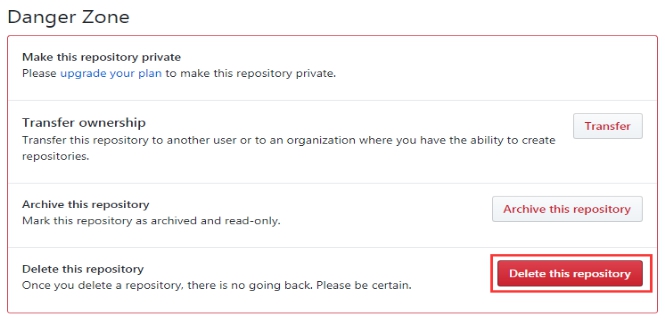 Danger Zone
Make this repository private
Please upgrade your plan to make this repository private.
Transfer ownership
Transfer this repository to another user or to an organization where you have the ability to create
repositories.
Transfer
Archive this repository
Mark this repository as archived and read-only.
Archive this repository
Delete this repository
Once you delete a repository, there is no going back. Please be certain.
Delete this repository